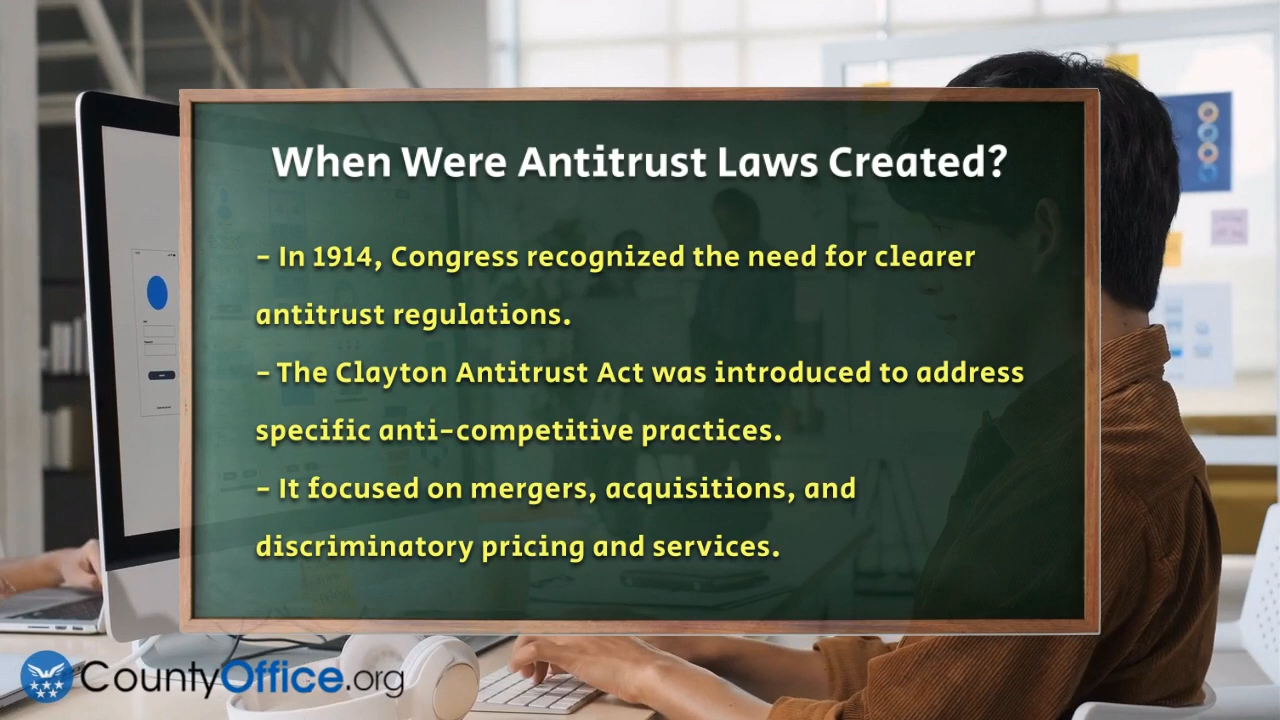 When Were Antitrust Laws Created?
- In 1914, Congress recognized the need for clearer
antitrust regulations.
- The Clayton Antitrust Act was introduced to address
specific anti-competitive practices.
- It focused on mergers, acquisitions, and
discriminatory pricing and services.
CountyOffice.org